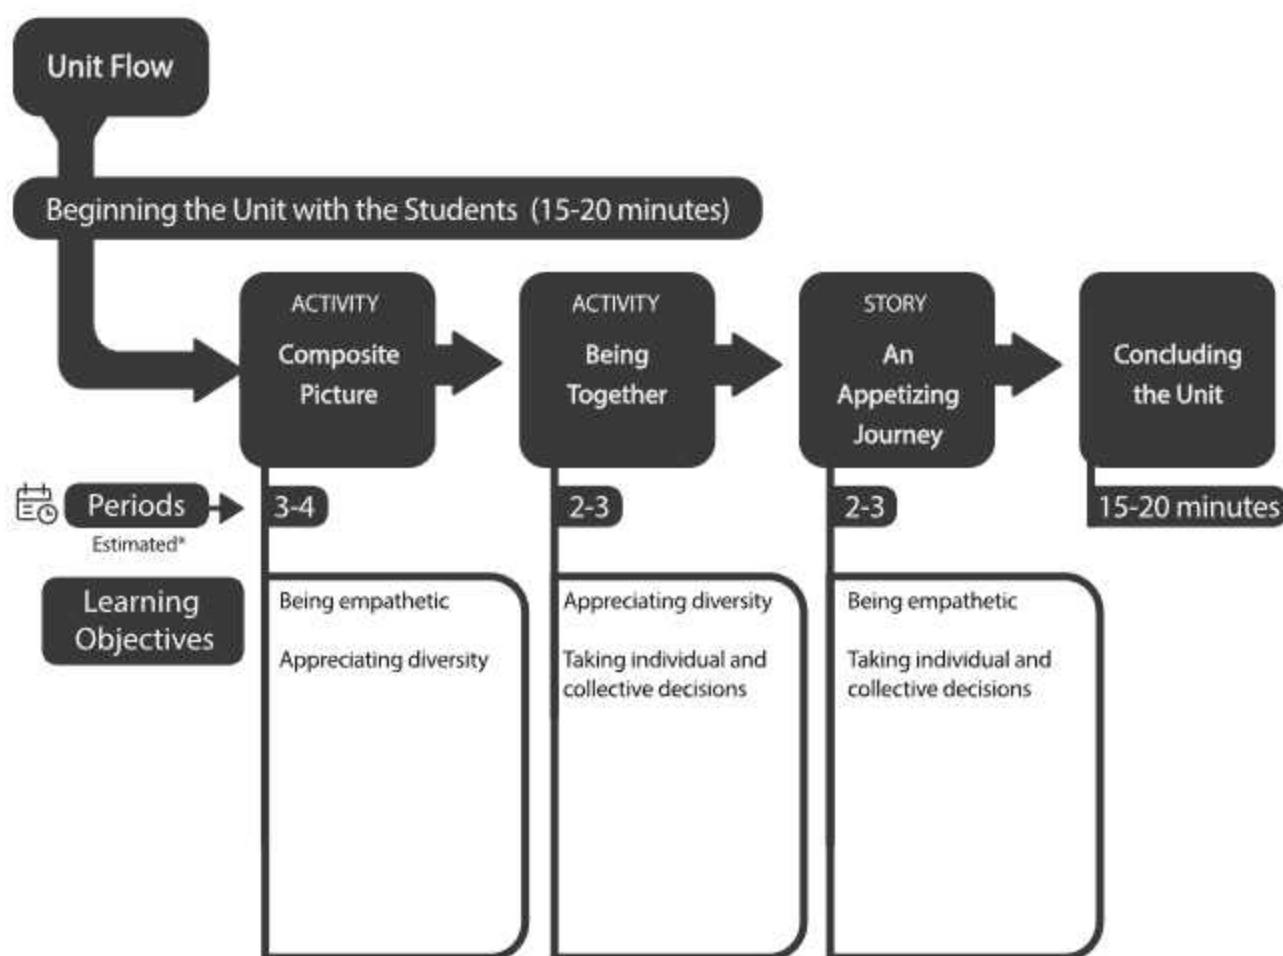 Unit Flow
Beginning the Unit with the Students (15-20 minutes)
ACTIVITY
Composite
Picture
ACTIVITY
Being
Together
STORY
An
Appetizing
Journey
Concluding
the Unit
Periods
Estimated*
3-4
2-3
2-3
15-20 minutes
Learning
Objectives
Being empathetic
Appreciating diversity
Appreciating diversity
Taking individual and
collective decisions
Being empathetic
Taking individual and
collective decisions